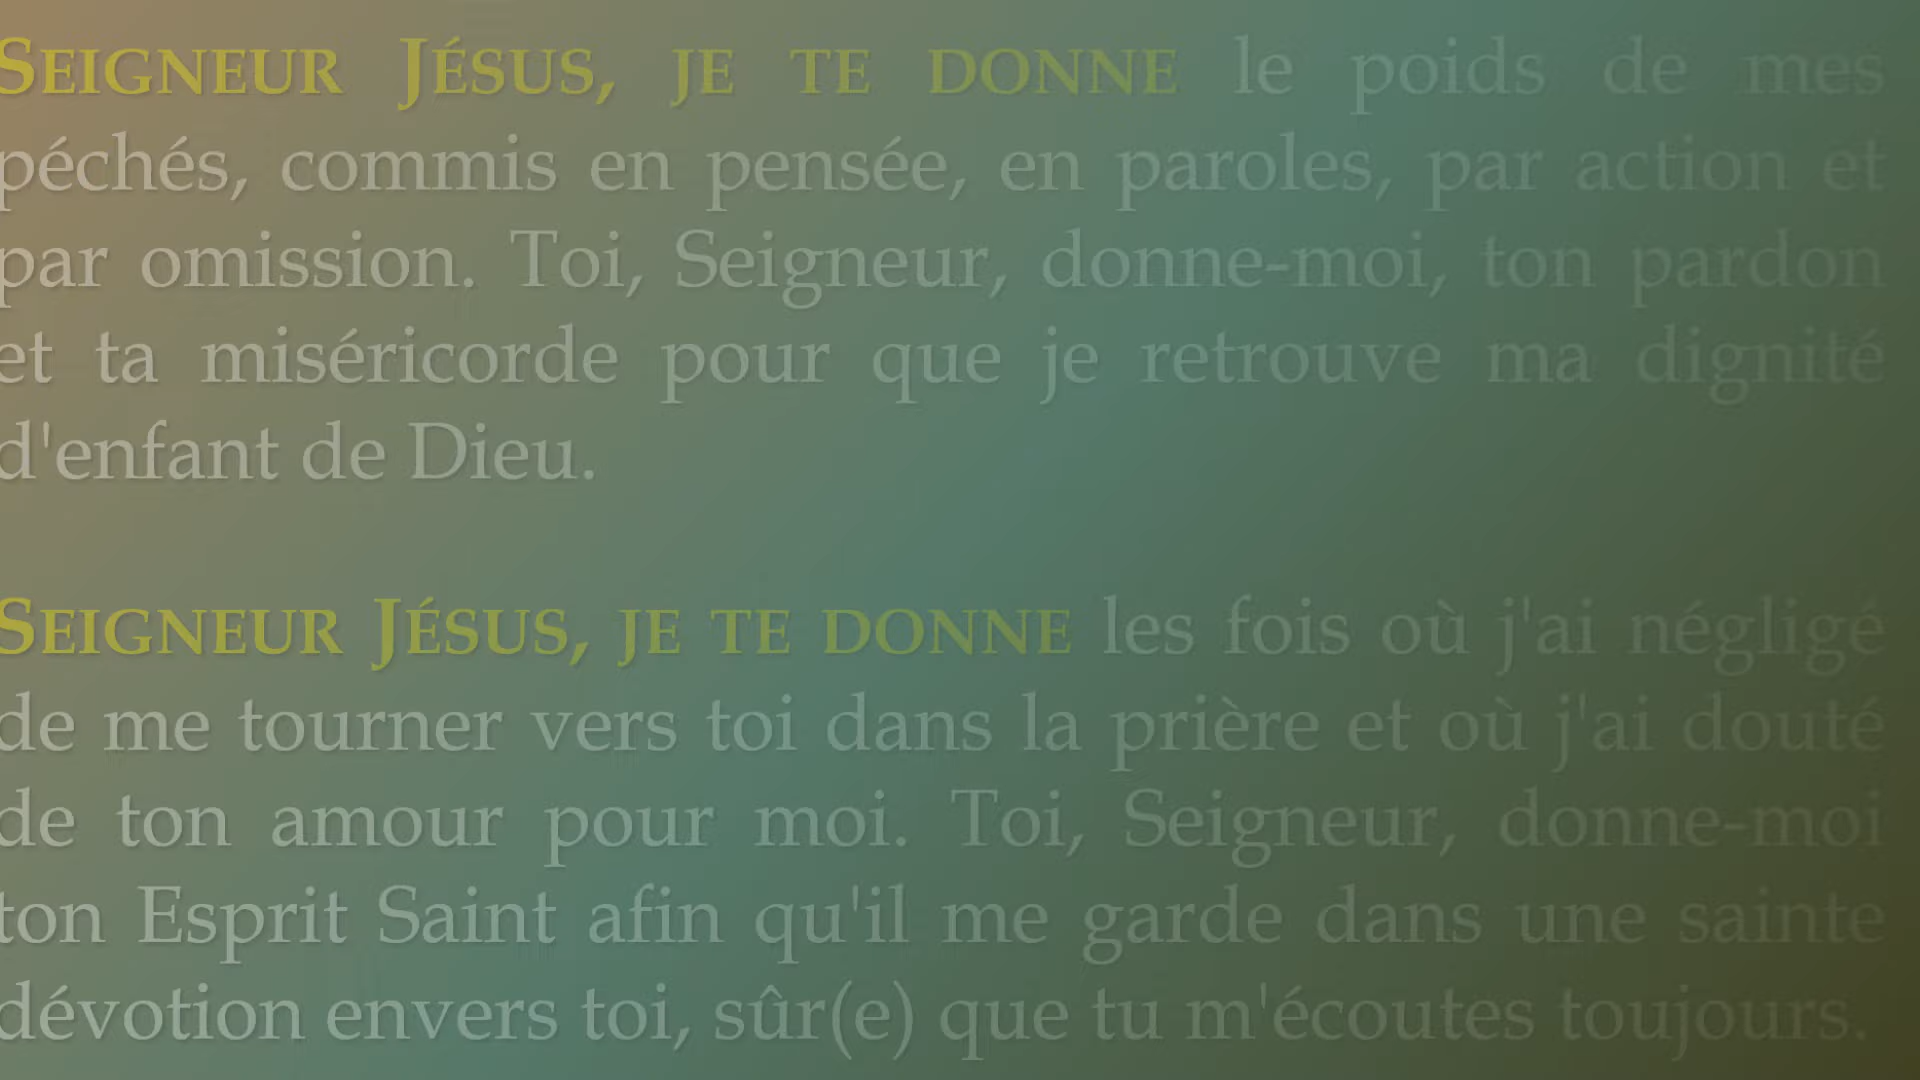 SEIGNEUR JÉSUS, JE TE DONNE le poids de mes
péchés, commis en pensée, en paroles, par action et
par omission. Toi, Seigneur, donne-moi, ton pardon
et ta miséricorde pour que je retrouve ma dignité
d'enfant de Dieu.
SEIGNEUR JÉSUS, JE TE DONNE les fois où j'ai négligé
de me tourner vers toi dans la prière et où j'ai douté
de ton amour pour moi. Toi, Seigneur, donne-moi
ton Esprit Saint afin qu'il me garde dans une sainte
dévotion envers toi, sûr(e) que tu m'écoutes toujours.